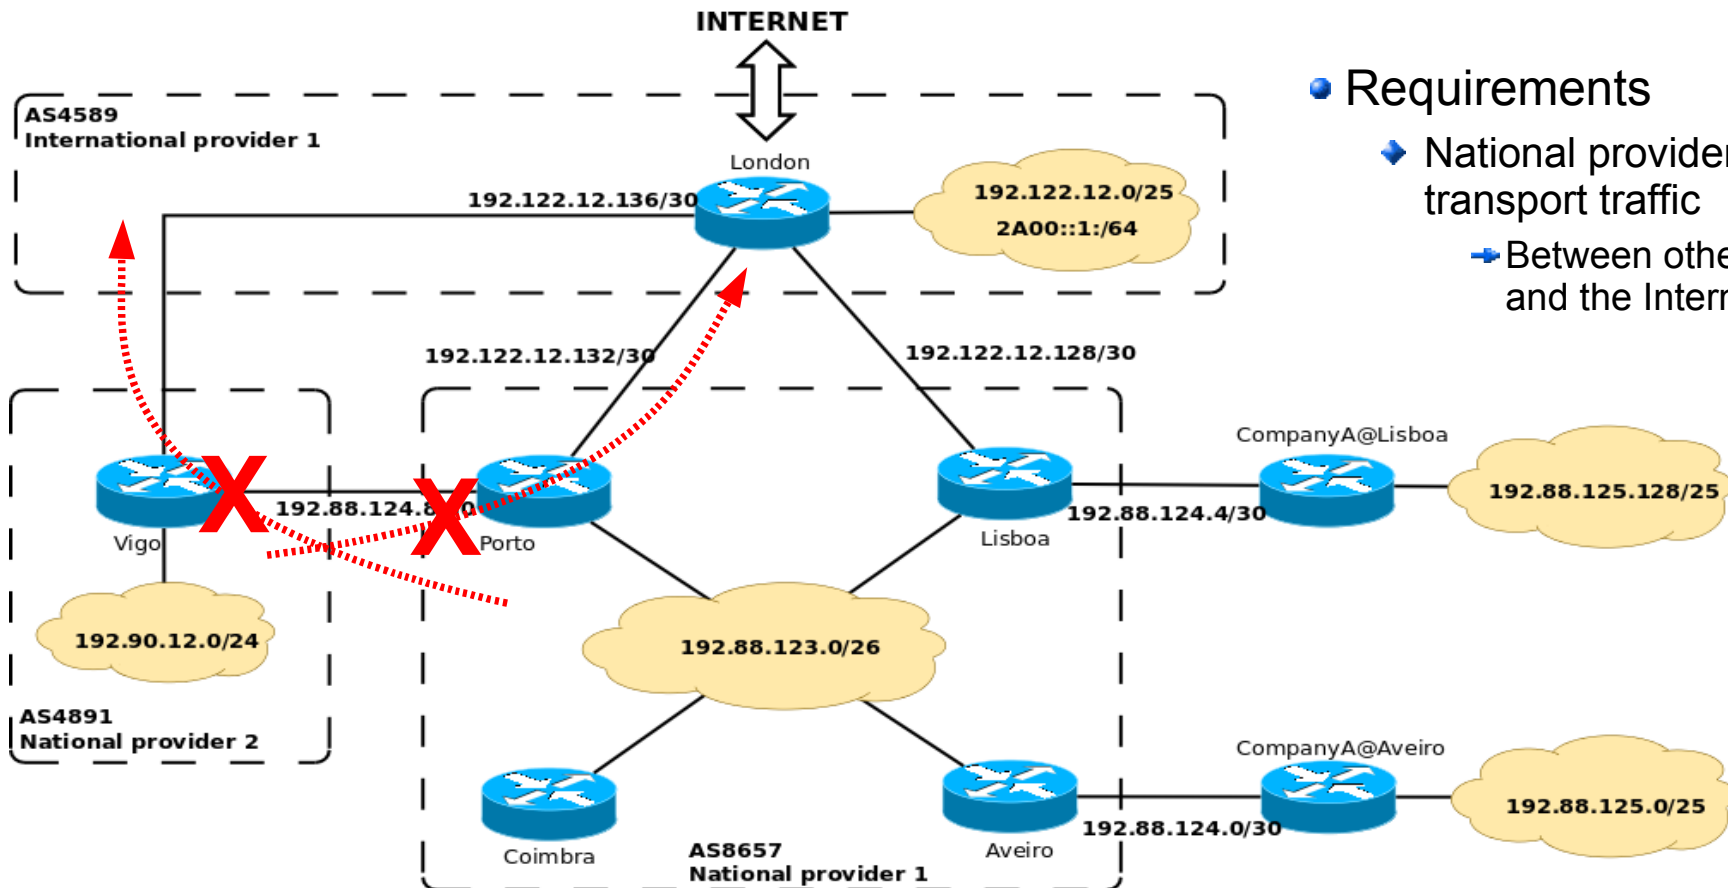 INTERNET
AS4589
International provider 1
London
192.122.12.136/30
192.122.12.0/25
2A00::1:/64
Requirements
National provider
transport traffic
Between othe
and the Intern
192.122.12.132/30
192.122.12.128/30
CompanyA@Lisboa
192.88.125.128/25
192.88.124.8
0
192.88.124.4/30
Vigo
Porto
Lisboa
192.90.12.0/24
192.88.123.0/26
AS4891
National provider 2
CompanyA@Aveiro
192.88.125.0/25
192.88.124.0/30
Coimbra
Aveiro
AS8657
National provider 1